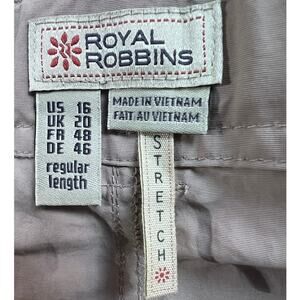 ROYAL
ROBBINS
US 16
UK 20
FR 48
DE 46
regular
length
MADE IN VIETNAM
FAIT AU VIETNAM
STRETCH